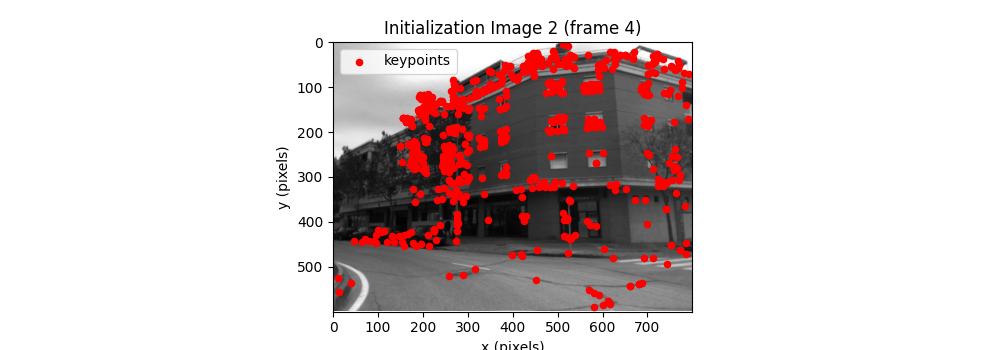 Initialization Image 2 (frame 4)
keypoints
0
100
200
300
400
500
y (pixels)
0 100 200 300 400 500 600 700
x (pixels)